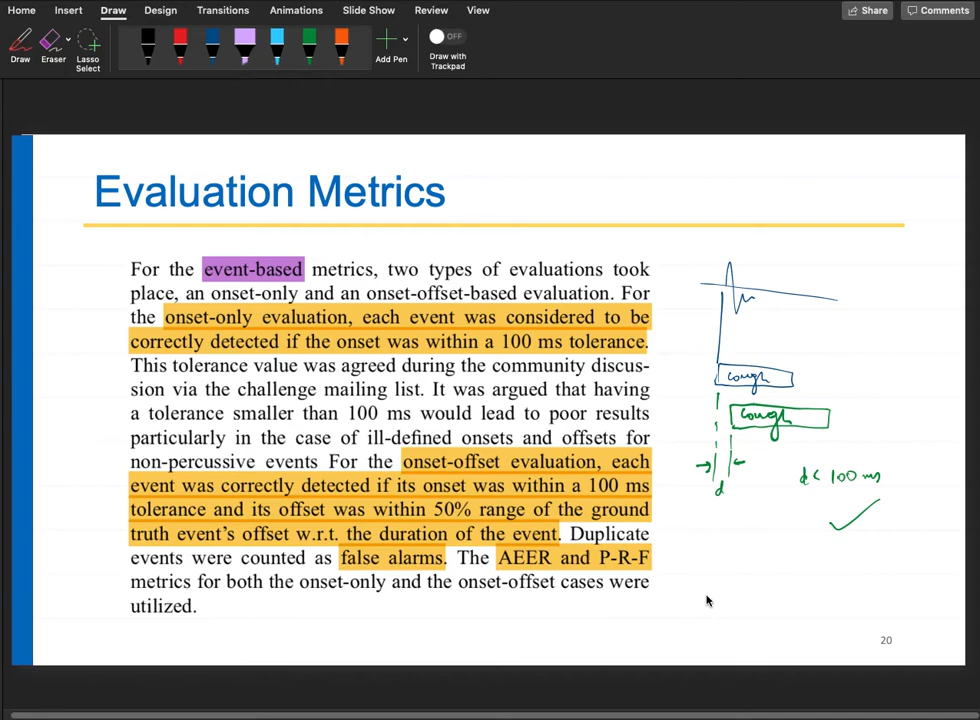 Home Insert Draw Design Transitions Animations Slide Show Review View Share Comments
OFF
Draw Eraser Lasso Select Add Pen Draw with Trackpad
Evaluation Metrics
For the event-based metrics, two types of evaluations took
place, an onset-only and an onset-offset-based evaluation. For
the onset-only evaluation, each event was considered to be
correctly detected if the onset was within a 100 ms tolerance.
This tolerance value was agreed during the community discus-
sion via the challenge mailing list. It was argued that having
a tolerance smaller than 100 ms would lead to poor results
particularly in the case of ill-defined onsets and offsets for
non-percussive events For the onset-offset evaluation, each
event was correctly detected if its onset was within a 100 ms
tolerance and its offset was within 50% range of the ground
truth event's offset w.r.t. the duration of the event. Duplicate
events were counted as false alarms. The AEER and P-R-F
metrics for both the onset-only and the onset-offset cases were
utilized.
cough
cough
d
d < 100 ms
20